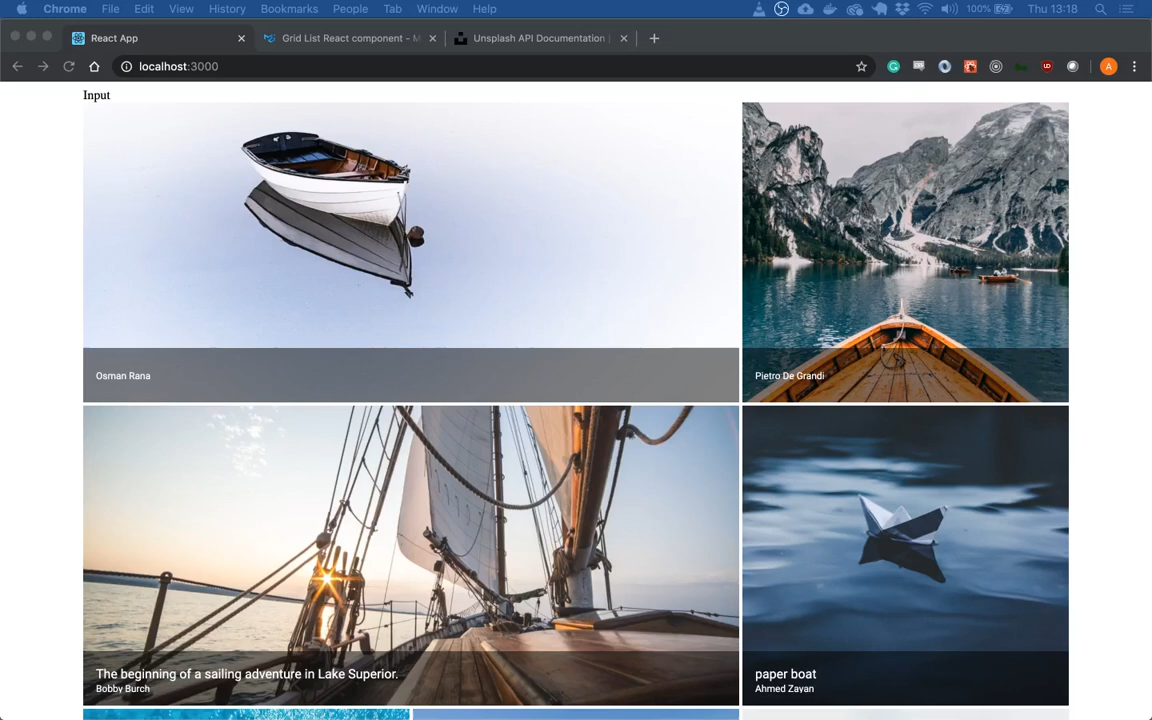 Chrome File Edit View History Bookmarks People Tab Window Help 100% Thu 13:18
React App Grid List React component - M Unsplash API Documentation |
localhost:3000 A
Input
Osman Rana
Pietro De Grandi
The beginning of a sailing adventure in Lake Superior.
Bobby Burch
paper boat
Ahmed Zayan